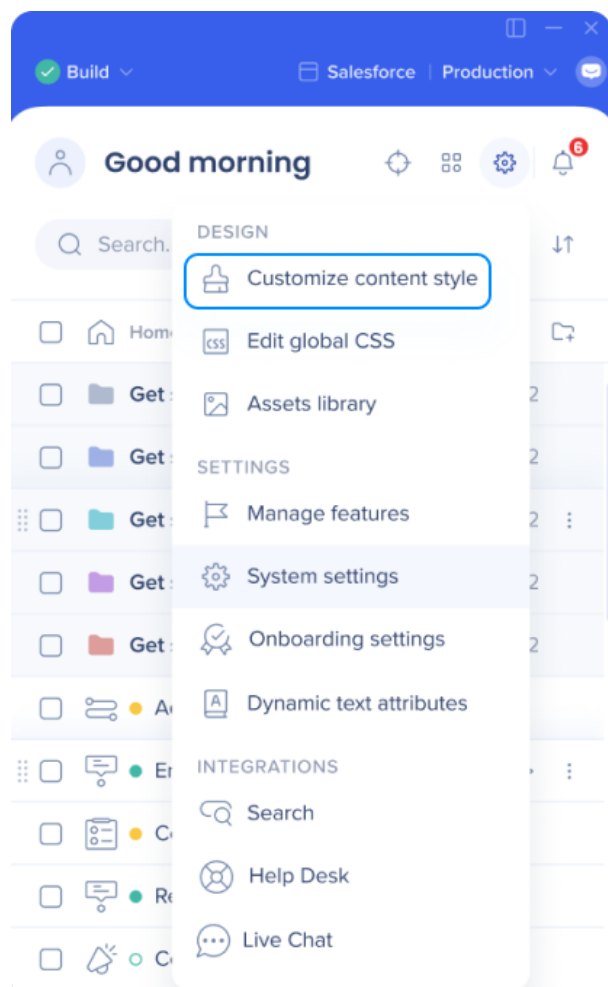 Build
Salesforce | Production
Good morning
6
Search.
DESIGN
Customize content style
css Edit global CSS
Assets library
Get 2
Get 2
SETTINGS
Manage features
Get 2
System settings
Get 2
Onboarding settings
Get 2
A Dynamic text attributes
INTEGRATIONS
Search
Help Desk
Live Chat